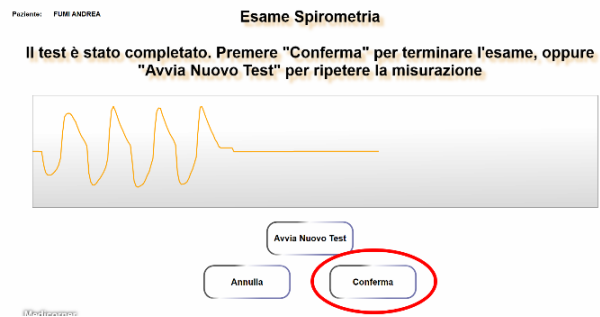 Paziente: FUMI ANDREA
Esame Spirometria
Il test è stato completato. Premere "Conferma" per terminare l'esame, oppure
"Avvia Nuovo Test" per ripetere la misurazione
Avvia Nuovo Test
Annulla
Conferma
Medicorner